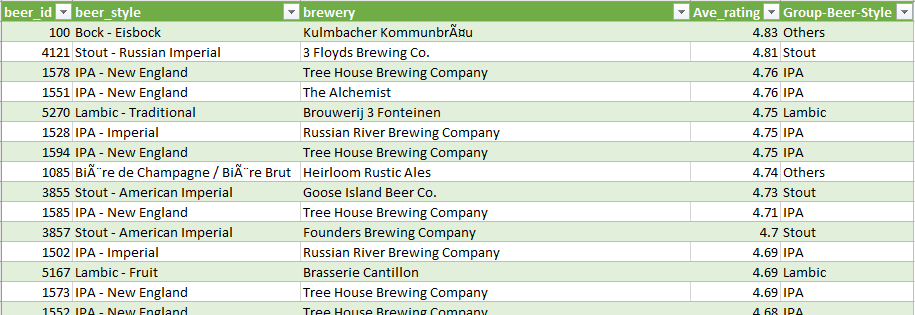 beer_id beer_style brewery Ave_rating Group-Beer-Style
100 Bock - Eisbock Kulmbacher KommunbrÃ¤u 4.83 Others
4121 Stout - Russian Imperial 3 Floyds Brewing Co. 4.81 Stout
1578 IPA - New England Tree House Brewing Company 4.76 IPA
1551 IPA - New England The Alchemist 4.76 IPA
5270 Lambic - Traditional Brouwerij 3 Fonteinen 4.75 Lambic
1528 IPA - Imperial Russian River Brewing Company 4.75 IPA
1594 IPA - New England Tree House Brewing Company 4.75 IPA
1085 BiÃ¨re de Champagne / BiÃ¨re Brut Heirloom Rustic Ales 4.74 Others
3855 Stout - American Imperial Goose Island Beer Co. 4.73 Stout
1585 IPA - New England Tree House Brewing Company 4.71 IPA
3857 Stout - American Imperial Founders Brewing Company 4.7 Stout
1502 IPA - Imperial Russian River Brewing Company 4.69 IPA
5167 Lambic - Fruit Brasserie Cantillon 4.69 Lambic
1573 IPA - New England Tree House Brewing Company 4.69 IPA
1552 IPA - New England Tree House Brewing Company 4.68 IPA